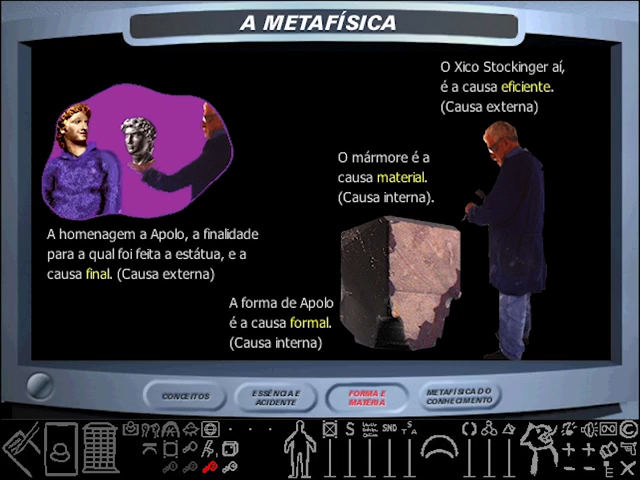 A METAFÍSICA
O Xico Stockinger aí,
é a causa eficiente.
(Causa externa)
O mármore é a
causa material.
(Causa interna).
A homenagem a Apolo, a finalidade
para a qual foi feita a estátua, e a
causa final. (Causa externa)
A forma de Apolo
é a causa formal.
(Causa interna)
CONCEITOS
ESSÊNCIA E
ACIDENTE
FORMA E
MATÉRIA
METAFÍSICA DO
CONHECIMENTO
S
SND